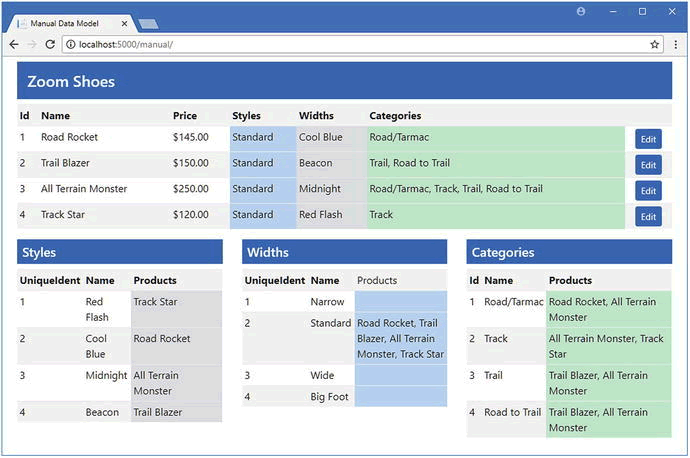 Manual Data Model
localhost:5000/manual/
Zoom Shoes
Id Name Price Styles Widths Categories
1 Road Rocket $145.00 Standard Cool Blue Road/Tarmac Edit
2 Trail Blazer $150.00 Standard Beacon Trail, Road to Trail Edit
3 All Terrain Monster $250.00 Standard Midnight Road/Tarmac, Track, Trail, Road to Trail Edit
4 Track Star $120.00 Standard Red Flash Track Edit
Styles
UniqueIdent Name Products
1 Red Track Star
Flash
2 Cool Road Rocket
Blue
3 Midnight All Terrain
Monster
4 Beacon Trail Blazer
Widths
UniqueIdent Name Products
1 Narrow
2 Standard Road Rocket, Trail
Blazer, All Terrain
Monster, Track Star
3 Wide
4 Big Foot
Categories
Id Name Products
1 Road/Tarmac Road Rocket, All Terrain
Monster
2 Track All Terrain Monster, Track
Star
3 Trail Trail Blazer, All Terrain
Monster
4 Road to Trail Trail Blazer, All Terrain
Monster